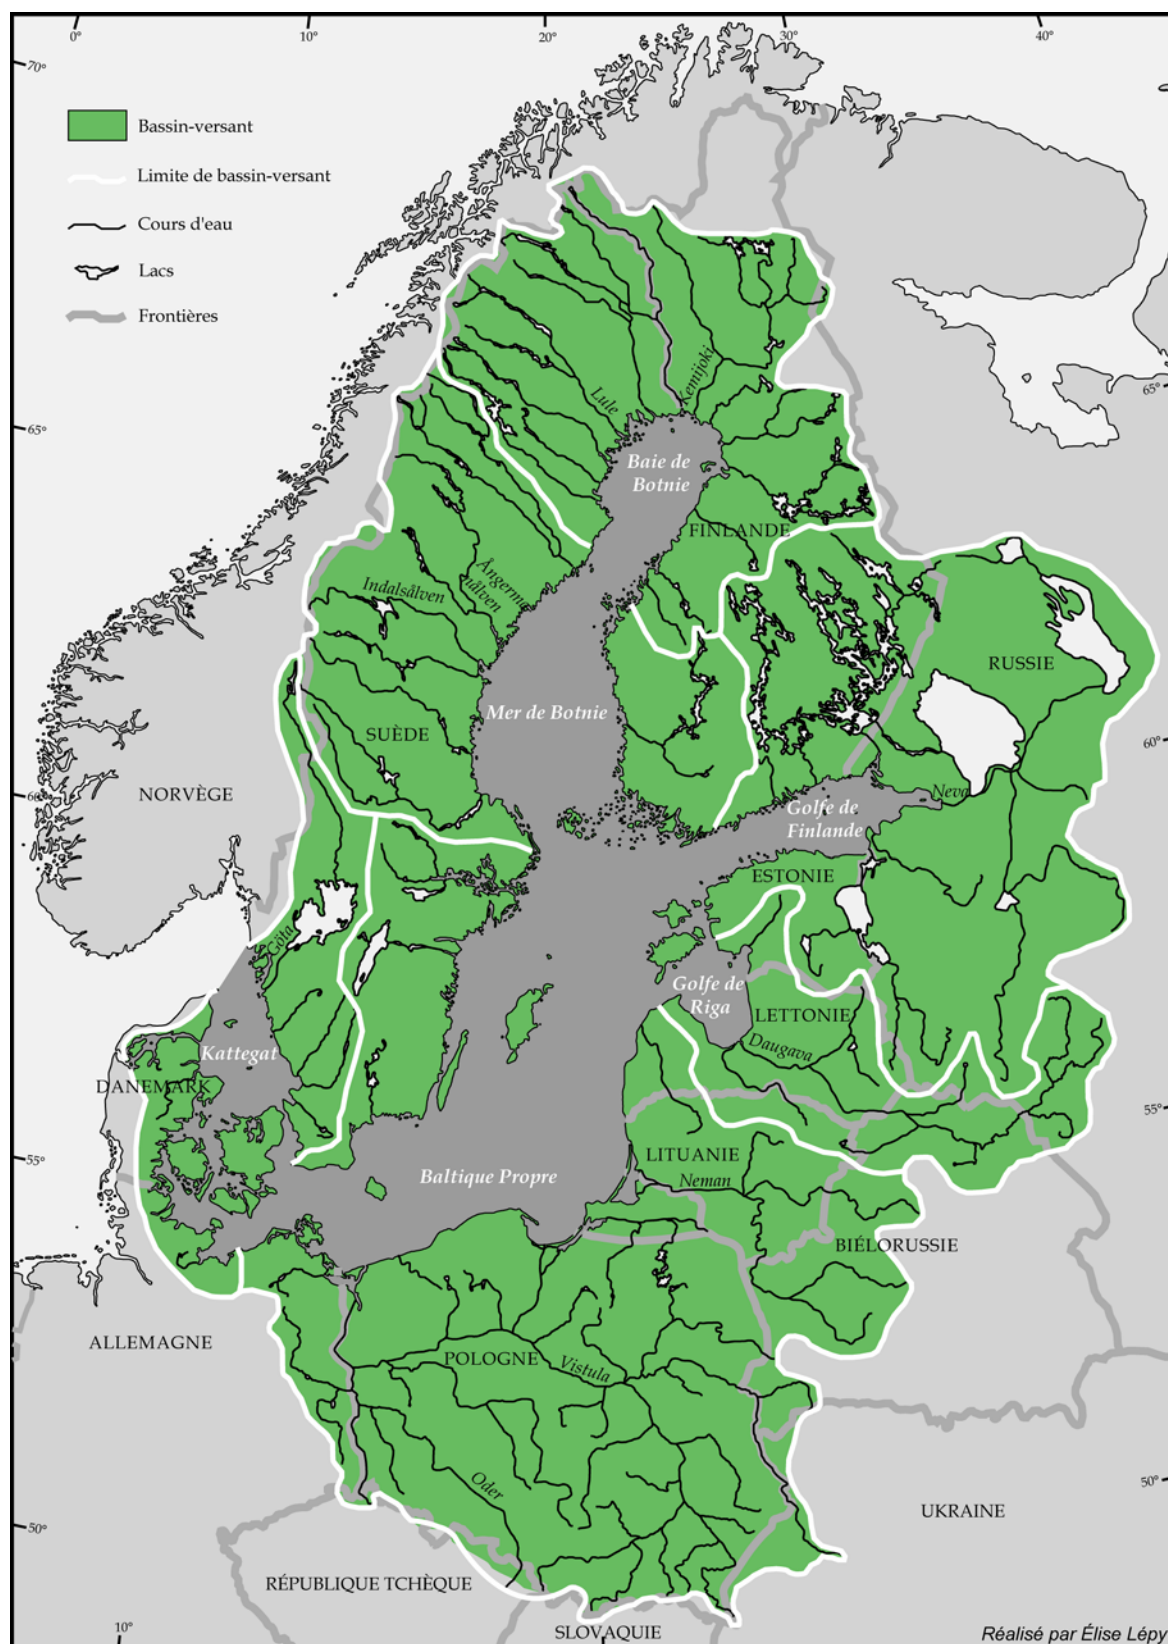 0°
10°
20°
30°
40°
70°
Bassin-versant
Limite de bassin-versant
Cours d'eau
Lacs
Frontières
65°
65°
Lule
Kemijoki
Baie de
Botnie
FINLANDE
Indalsälven
Ångerma
nälven
RUSSIE
Mer de Botnie
SUÈDE
60°
NORVÈGE
60°
Neva
Golfe de
Finlande
ESTONIE
Göta
Golfe de
Riga
LETTONIE
Daugava
Kattegat
DANEMARK
55°
55°
LITUANIE
Neman
Baltique Propre
BIÉLORUSSIE
ALLEMAGNE
POLOGNE
Vistula
Oder
50°
UKRAINE
50°
RÉPUBLIQUE TCHÈQUE
10°
SLOVAQUIE
Réalisé par Élise Lépy